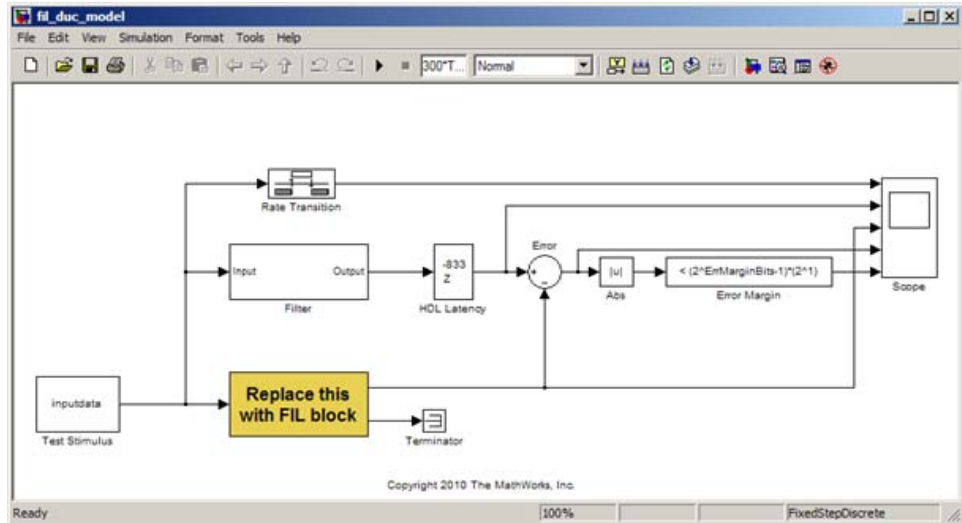 fil_duc_model
File Edit View Simulation Format Tools Help
300*T... Normal
Rate Transition
Input Output
Filter
-833
Z
HDL Latency
Error
+
−
|u|
Abs
< (2^ErrMarginBits-1)*(2^1)
Error Margin
Scope
inputdata
Test Stimulus
Replace this
with FIL block
Terminator
Copyright 2010 The MathWorks, Inc.
Ready 100% FixedStepDiscrete